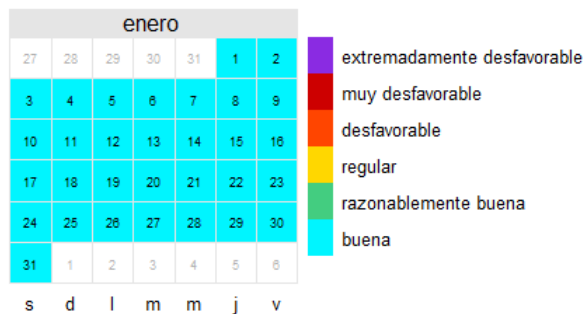 enero
27 28 29 30 31 1 2
3 4 5 6 7 8 9
10 11 12 13 14 15 16
17 18 19 20 21 22 23
24 25 26 27 28 29 30
31 1 2 3 4 5 6
s d l m m j v
extremadamente desfavorable
muy desfavorable
desfavorable
regular
razonablemente buena
buena